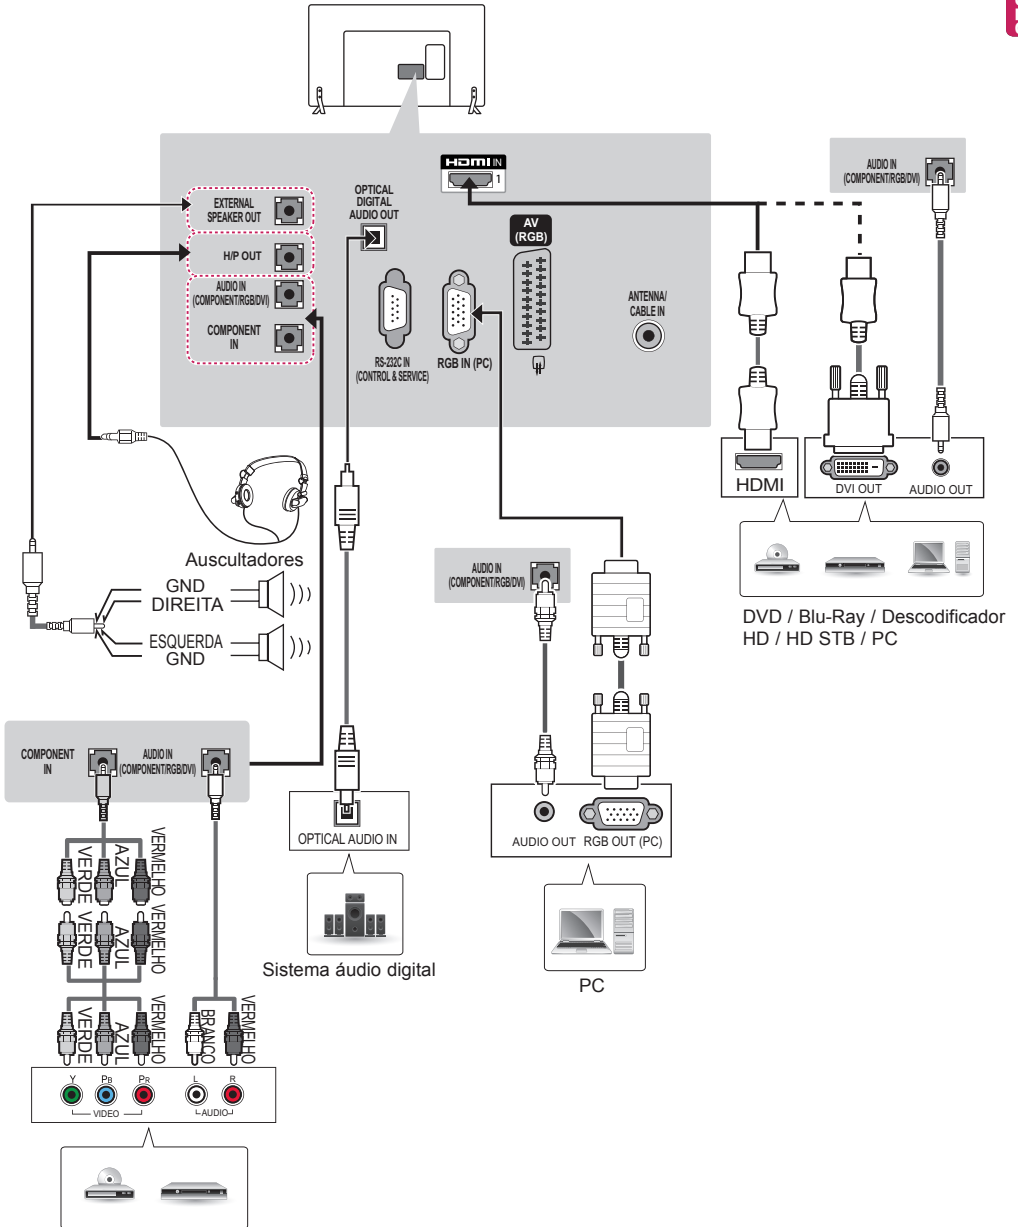 HDMI IN
1
EXTERNAL
SPEAKER OUT
H/P OUT
AUDIO IN
(COMPONENT/RGB/DVI)
COMPONENT
IN
OPTICAL
DIGITAL
AUDIO OUT
RS-232C IN
(CONTROL & SERVICE)
RGB IN (PC)
AV
(RGB)
ANTENNA/
CABLE IN
AUDIO IN
(COMPONENT/RGB/DVI)
HDMI
DVI OUT
AUDIO OUT
DVD / Blu-Ray / Descodificador
HD / HD STB / PC
Auscultadores
GND
DIREITA
ESQUERDA
GND
AUDIO IN
(COMPONENT/RGB/DVI)
AUDIO OUT
RGB OUT (PC)
PC
OPTICAL AUDIO IN
Sistema áudio digital
COMPONENT
IN
AUDIO IN
(COMPONENT/RGB/DVI)
VERDE
AZUL
VERMELHO
VERDE
AZUL
VERMELHO
VERDE
AZUL
VERMELHO
BRANCO
VERMELHO
Y
PB
PR
L
R
VIDEO
AUDIO